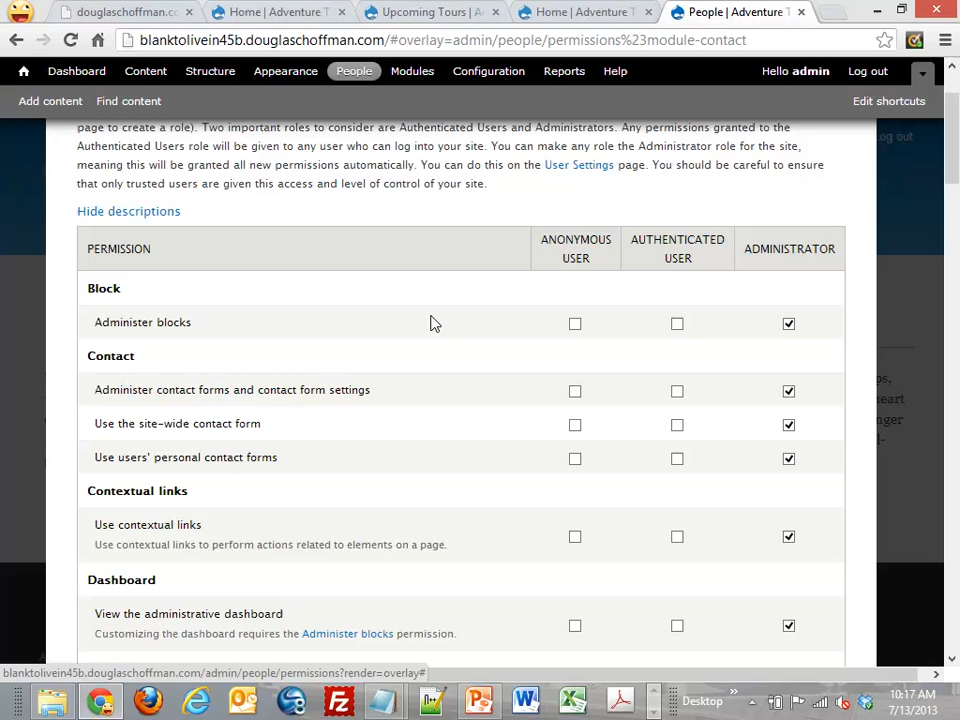 douglaschoffman.cc
Home | Adventure T
Upcoming Tours | A
Home | Adventure T
People | Adventure T
blanktolivein45b.douglaschoffman.com/#overlay=admin/people/permissions%23module-contact
Dashboard Content Structure Appearance People Modules Configuration Reports Help Hello admin Log out
Add content Find content Edit shortcuts
og out
page to create a role). Two important roles to consider are Authenticated Users and Administrators. Any permissions granted to the
Authenticated Users role will be given to any user who can log into your site. You can make any role the Administrator role for the site,
meaning this will be granted all new permissions automatically. You can do this on the User Settings page. You should be careful to ensure
that only trusted users are given this access and level of control of your site.
Hide descriptions
PERMISSION ANONYMOUS USER AUTHENTICATED USER ADMINISTRATOR
Block
Administer blocks
Contact
ps,
Administer contact forms and contact form settings
heart
Use the site-wide contact form
nger
Use users' personal contact forms
Contextual links
Use contextual links
Use contextual links to perform actions related to elements on a page.
Dashboard
View the administrative dashboard
Customizing the dashboard requires the Administer blocks permission.
blanktolivein45b.douglaschoffman.com/admin/people/permissions?render=overlay#
Desktop
10:17 AM
7/13/2013